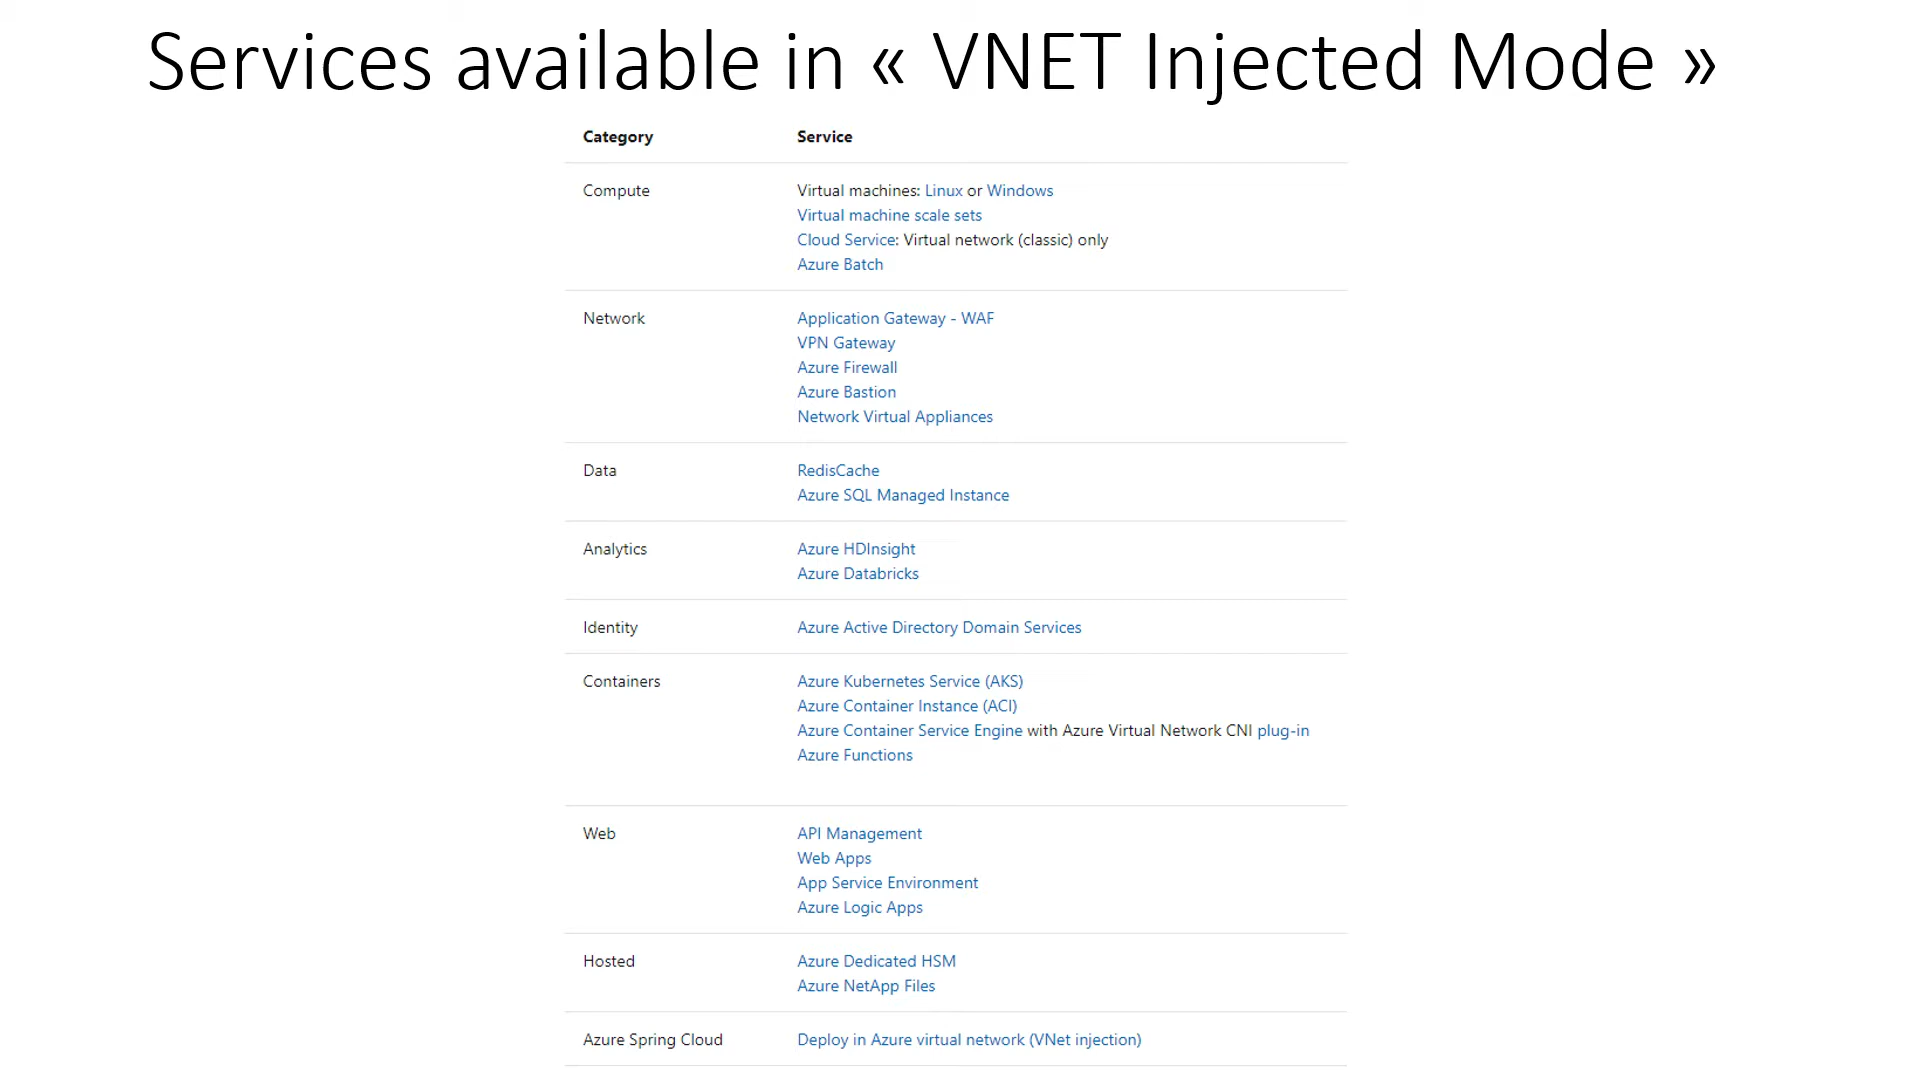 Services available in « VNET Injected Mode »
Category Service
Compute Virtual machines: Linux or Windows
Virtual machine scale sets
Cloud Service: Virtual network (classic) only
Azure Batch
Network Application Gateway - WAF
VPN Gateway
Azure Firewall
Azure Bastion
Network Virtual Appliances
Data RedisCache
Azure SQL Managed Instance
Analytics Azure HDInsight
Azure Databricks
Identity Azure Active Directory Domain Services
Containers Azure Kubernetes Service (AKS)
Azure Container Instance (ACI)
Azure Container Service Engine with Azure Virtual Network CNI plug-in
Azure Functions
Web API Management
Web Apps
App Service Environment
Azure Logic Apps
Hosted Azure Dedicated HSM
Azure NetApp Files
Azure Spring Cloud Deploy in Azure virtual network (VNet injection)